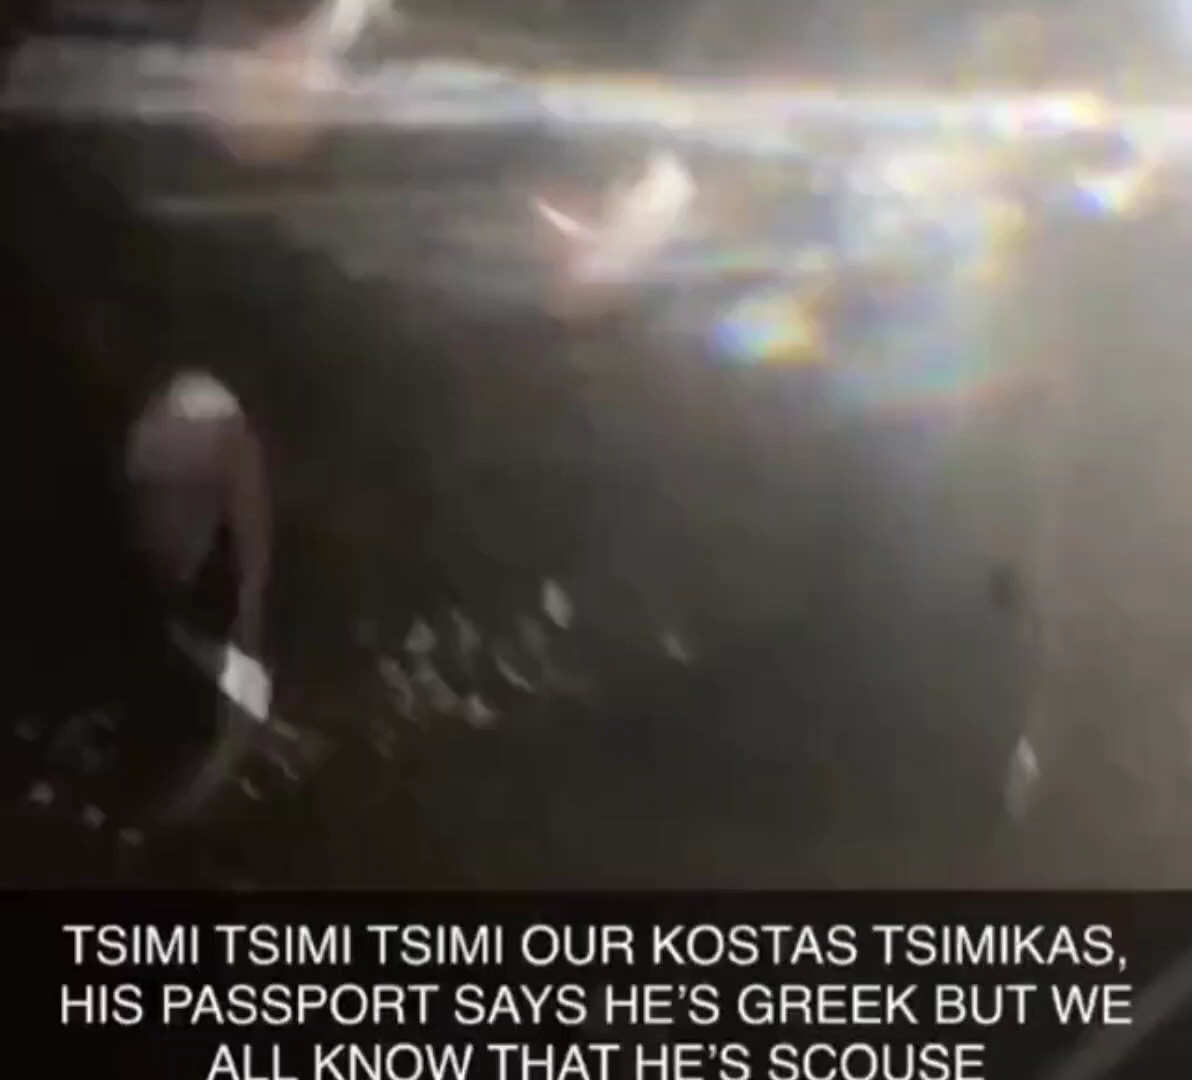 TSIMI TSIMI TSIMI OUR KOSTAS TSIMIKAS,
HIS PASSPORT SAYS HE’S GREEK BUT WE
ALL KNOW THAT HE’S SCOUSE